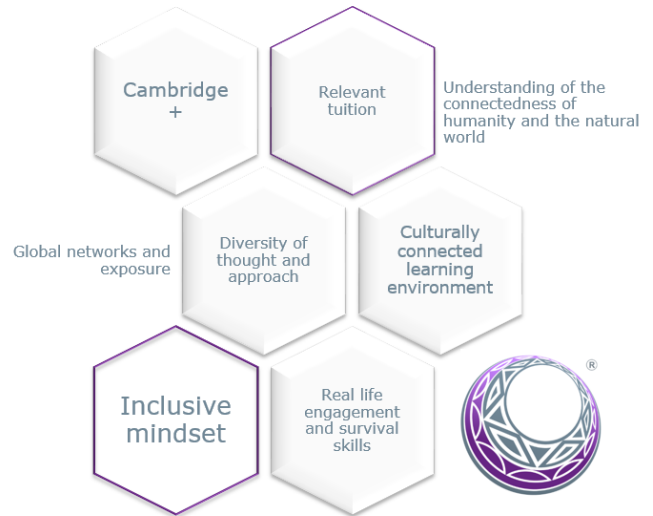 Cambridge
+
Relevant
tuition
Understanding of the
connectedness of
humanity and the natural
world
Global networks and
exposure
Diversity of
thought and
approach
Culturally
connected
learning
environment
Inclusive
mindset
Real life
engagement
and survival
skills
®